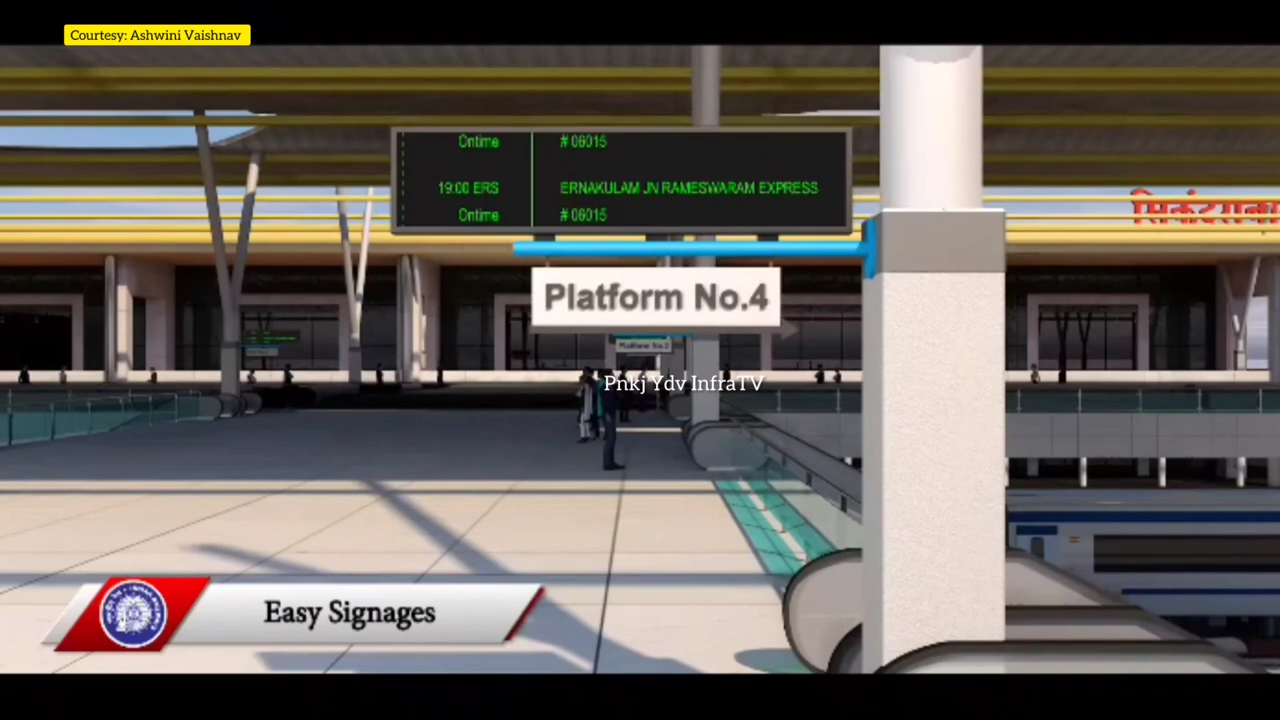 Courtesy: Ashwini Vaishnav
Ontime # 06015
19:00 ERS ERNAKULAM JN RAMESWARAM EXPRESS
Ontime # 06015
Platform No.4
Pnkj Ydv InfraTV
Easy Signages